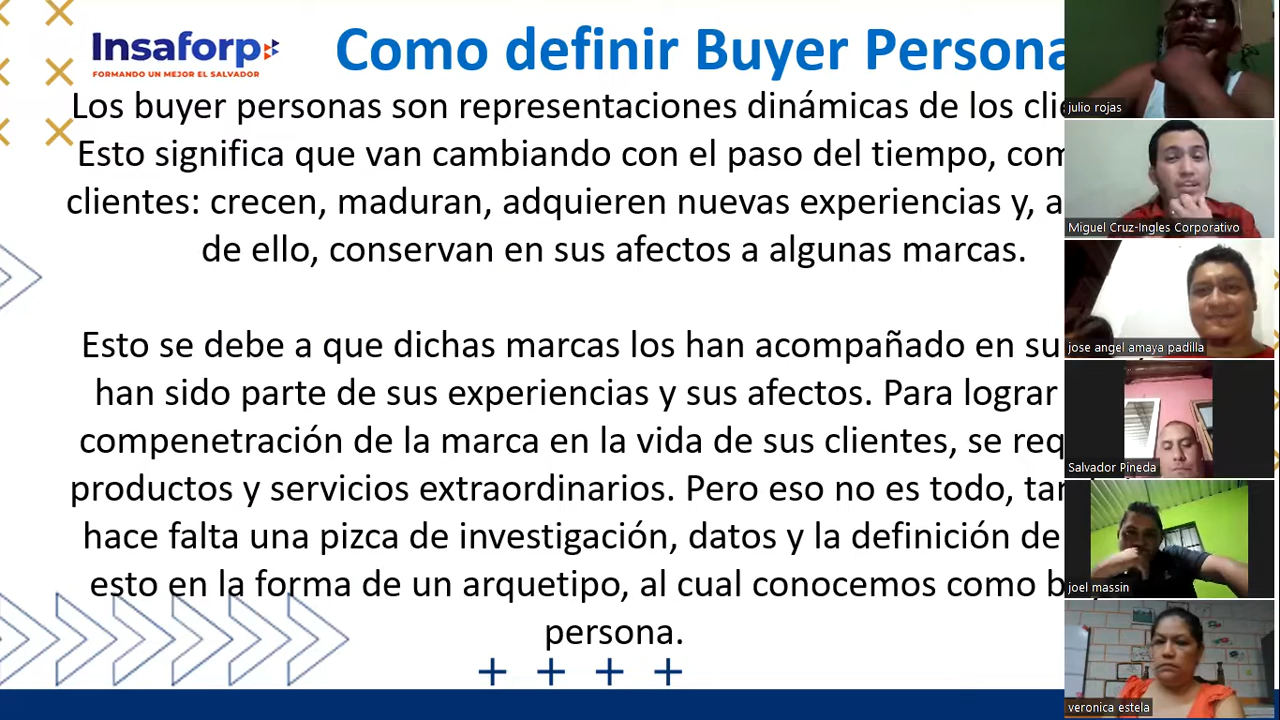 Insaforp
FORMANDO UN MEJOR EL SALVADOR
Como definir Buyer Persona
Los buyer personas son representaciones dinámicas de los
Esto significa que van cambiando con el paso del tiempo,
clientes: crecen, maduran, adquieren nuevas experiencias y,
de ello, conservan en sus afectos a algunas marcas.
Esto se debe a que dichas marcas los han acompañado en su
han sido parte de sus experiencias y sus afectos. Para lograr
compenetración de la marca en la vida de sus clientes, se
productos y servicios extraordinarios. Pero eso no es todo,
hace falta una pizca de investigación, datos y la definición de
esto en la forma de un arquetipo, al cual conocemos como
persona.
julio rojas
Miguel Cruz-Ingles Corporativo
jose angel amaya padilla
Salvador Pineda
joel massin
veronica estela